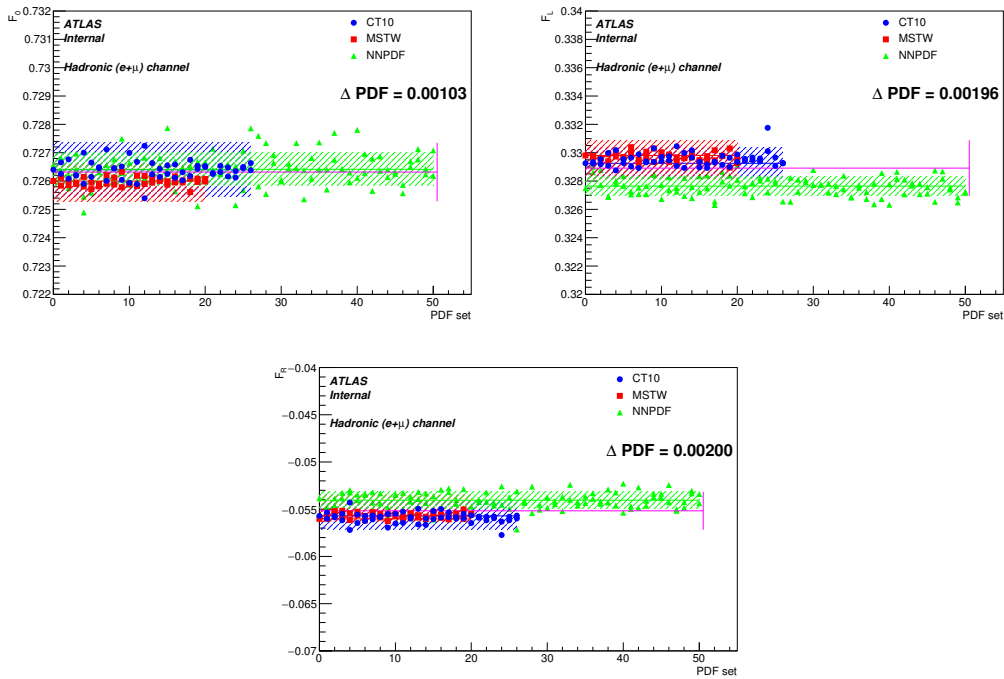 F0
0.732
0.73
0.729
0.728
0.727
0.726
0.725
0.723
0.722
ATLAS
Internal
Hadronic (e+μ) channel
CT10
MSTW
NNPDF
Δ PDF = 0.00103
0 10 20 30 40 50
PDF set
FL
0.34
0.338
0.336
0.334
0.332
0.33
0.328
0.326
0.324
0.322
0.32
ATLAS
Internal
Hadronic (e+μ) channel
CT10
MSTW
NNPDF
Δ PDF = 0.00196
0 10 20 30 40 50
PDF set
FR
−0.04
−0.045
−0.05
−0.055
−0.06
−0.065
−0.07
ATLAS
Internal
Hadronic (e+μ) channel
CT10
MSTW
NNPDF
Δ PDF = 0.00200
0 10 20 30 40 50
PDF set